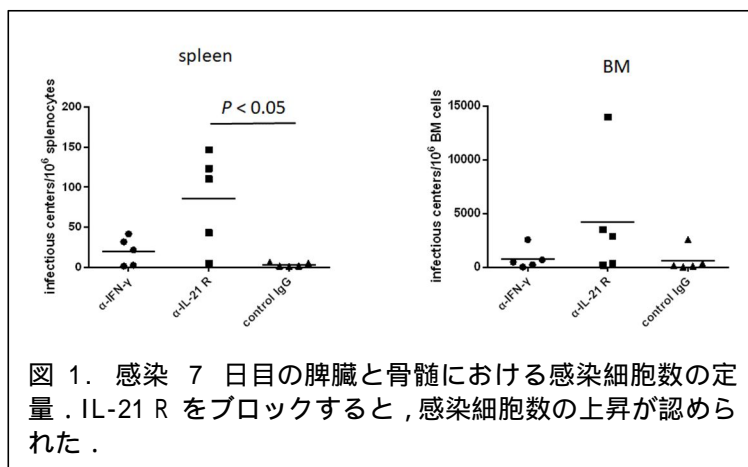 spleen
infectious centers/10⁶ splenocytes
200
150
100
50
0
P < 0.05
α-IFN-γ
α-IL-21 R
control IgG
BM
infectious centers/10⁶ BM cells
15000
10000
5000
0
α-IFN-γ
α-IL-21 R
control IgG
図 1. 感染 7 日目の脾臓と骨髄における感染細胞数の定
量.IL-21 R をブロックすると,感染細胞数の上昇が認めら
れた.